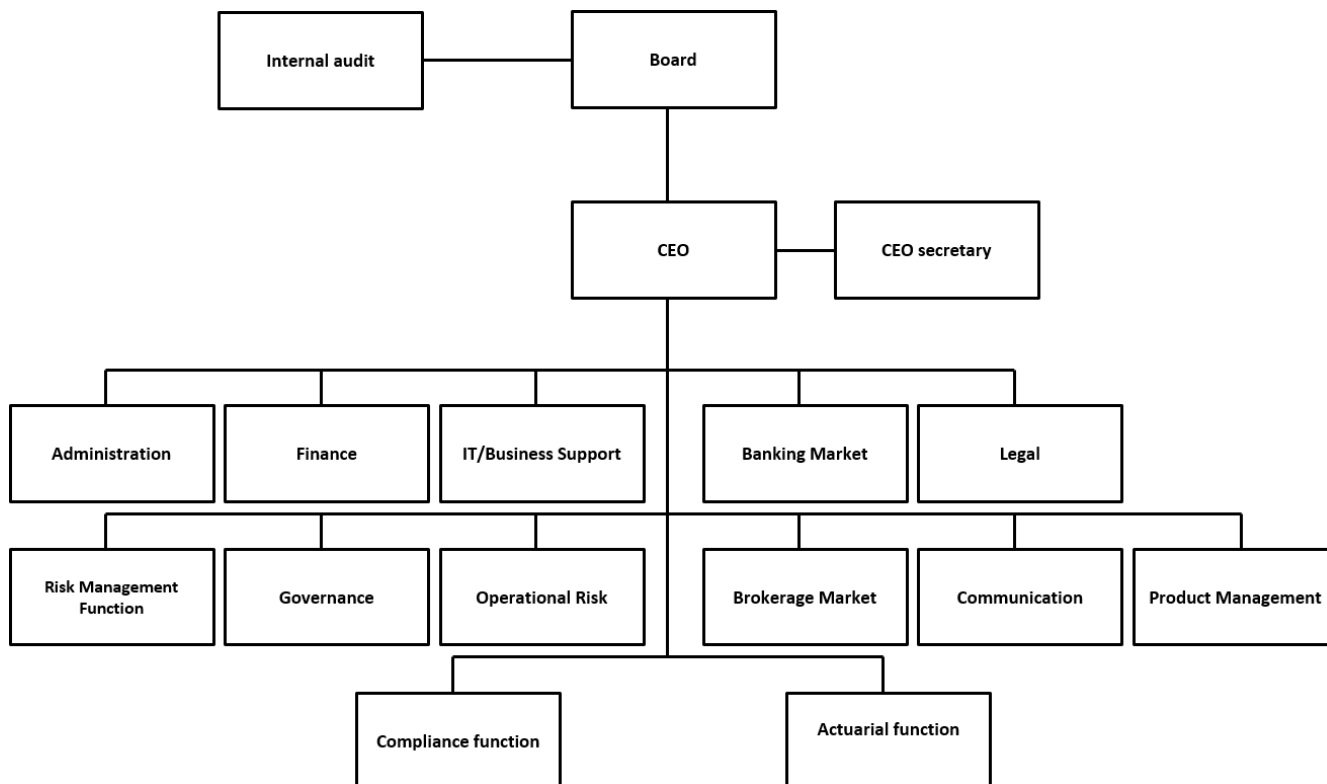 Internal audit
Board
CEO
CEO secretary
Administration
Finance
IT/Business Support
Banking Market
Legal
Risk Management
Function
Governance
Operational Risk
Brokerage Market
Communication
Product Management
Compliance function
Actuarial function